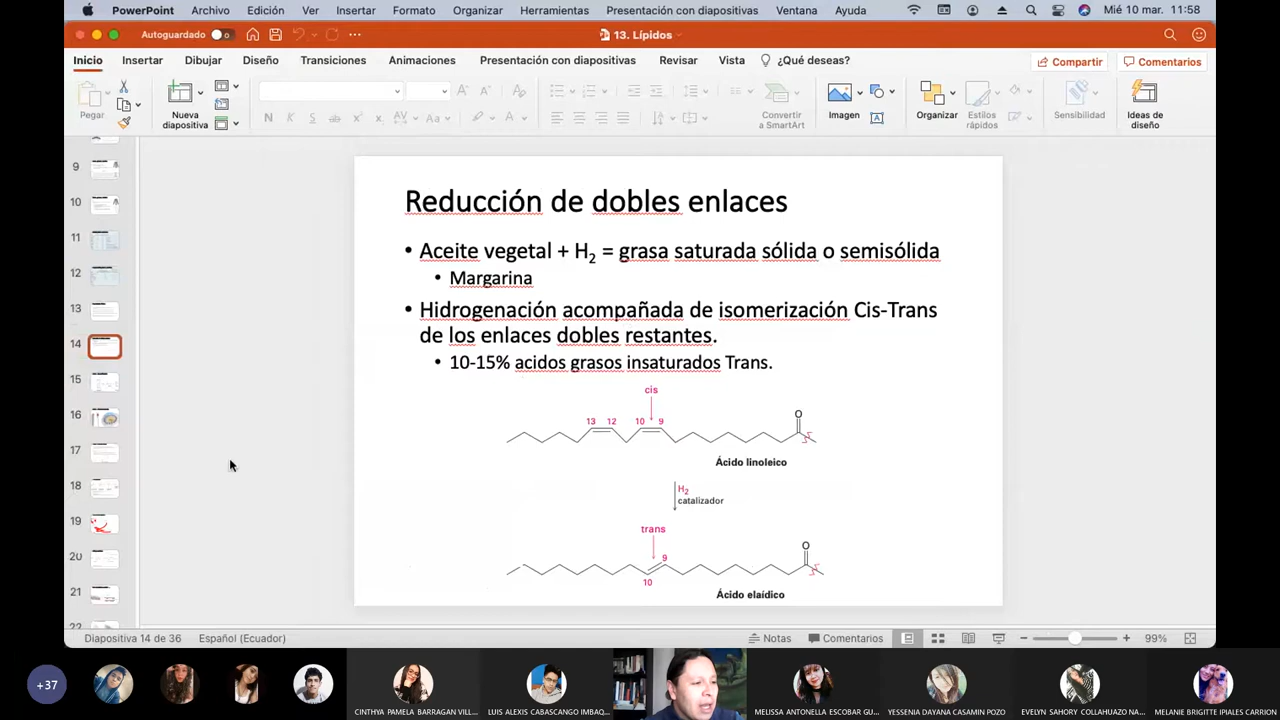 PowerPoint Archivo Edición Ver Insertar Formato Organizar Herramientas Presentación con diapositivas Ventana Ayuda Mié 10 mar. 11:58
Autoguardado 13. Lípidos
Inicio Insertar Dibujar Diseño Transiciones Animaciones Presentación con diapositivas Revisar Vista ¿Qué deseas? Compartir Comentarios
Pegar
Nueva
diapositiva
N K S
Convertir
a SmartArt
Imagen
Organizar
Estilos
rápidos
Sensibilidad
Ideas de
diseño
9
10
11
12
13
14
15
16
17
18
19
20
21
22
Reducción de dobles enlaces
• Aceite vegetal + H₂ = grasa saturada sólida o semisólida
• Margarina
• Hidrogenación acompañada de isomerización Cis-Trans
de los enlaces dobles restantes.
• 10-15% acidos grasos insaturados Trans.
cis
13 12 10 9
O
Ácido linoleico
H₂
catalizador
trans
9
10
O
Ácido elaídico
Diapositiva 14 de 36 Español (Ecuador) Notas Comentarios 99%
+37
CINTHYA PAMELA BARRAGAN VILL...
LUIS ALEXIS CABASCANGO IMBAQ...
MELISSA ANTONELLA ESCOBAR GU...
YESSENIA DAYANA CASAMIN POZO
EVELYN SAHORY COLLAHUAZO NA...
MELANIE BRIGITTE IPIALES CARRION